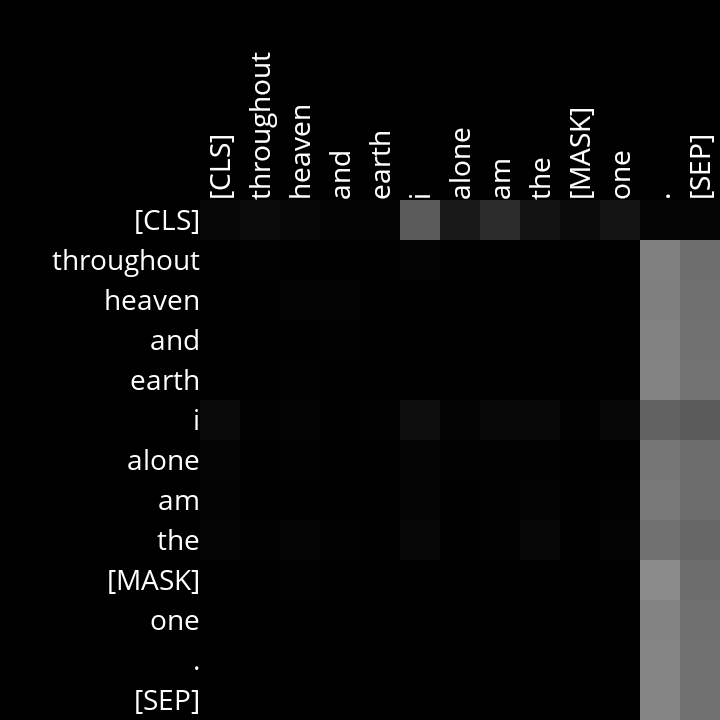 [CLS] throughout heaven and earth i alone am the [MASK] one . [SEP]
[CLS]
throughout
heaven
and
earth
i
alone
am
the
[MASK]
one
.
[SEP]